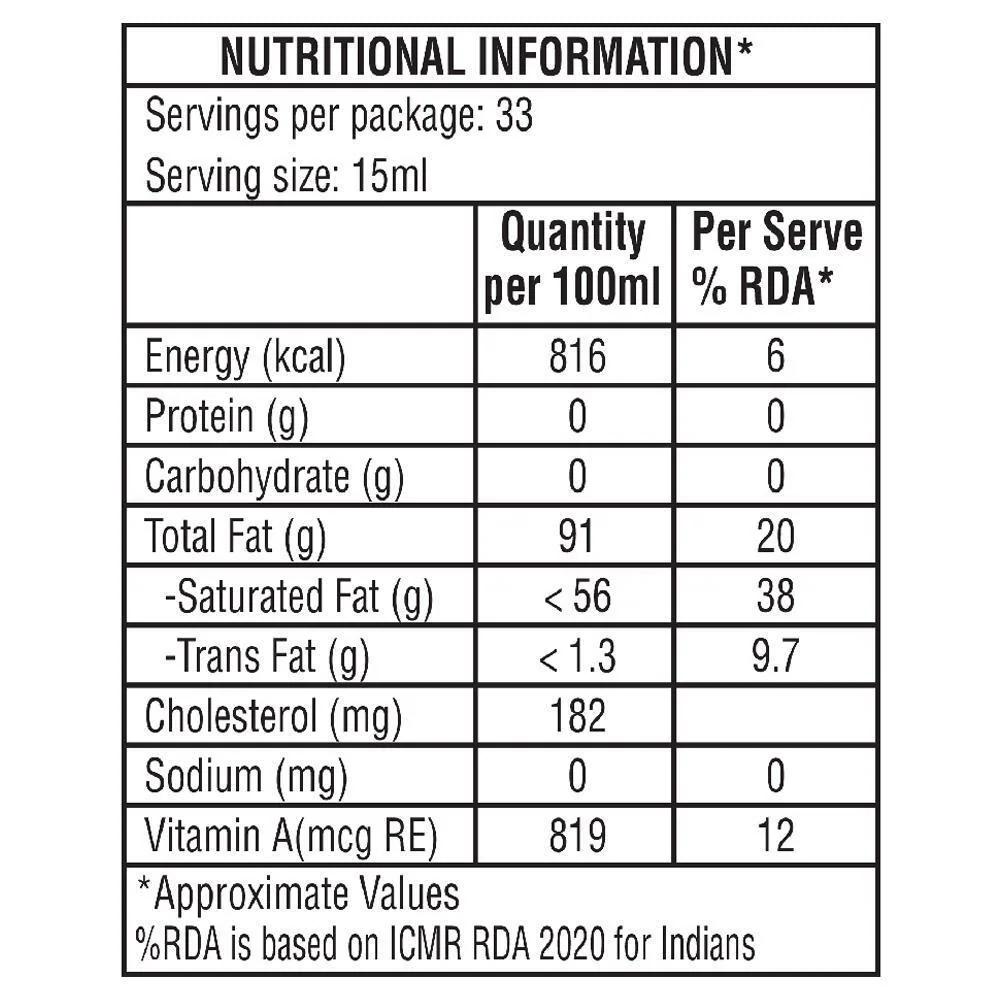 NUTRITIONAL INFORMATION*
Servings per package: 33
Serving size: 15ml
Quantity per 100ml Per Serve % RDA*
Energy (kcal) 816 6
Protein (g) 0 0
Carbohydrate (g) 0 0
Total Fat (g) 91 20
-Saturated Fat (g) < 56 38
-Trans Fat (g) < 1.3 9.7
Cholesterol (mg) 182
Sodium (mg) 0 0
Vitamin A(mcg RE) 819 12
*Approximate Values
%RDA is based on ICMR RDA 2020 for Indians